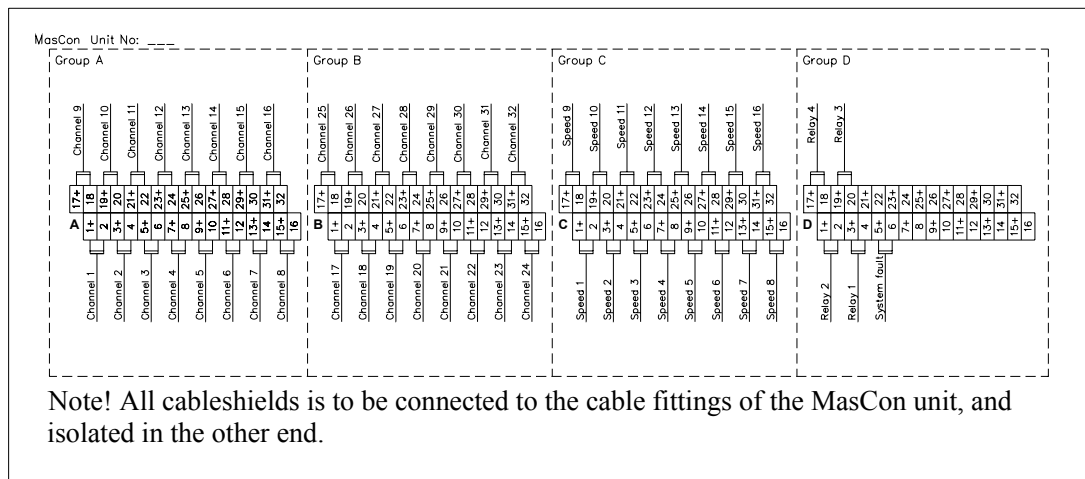 MasCon Unit No: ___
Group A
Group B
Group C
Group D
Channel 9
Channel 10
Channel 11
Channel 12
Channel 13
Channel 14
Channel 15
Channel 16
Channel 25
Channel 26
Channel 27
Channel 28
Channel 29
Channel 30
Channel 31
Channel 32
Speed 9
Speed 10
Speed 11
Speed 12
Speed 13
Speed 14
Speed 15
Speed 16
Relay 4
Relay 3
17+ 18 19+ 20 21+ 22 23+ 24 25+ 26 27+ 28 29+ 30 31+ 32
A 1+ 2 3+ 4 5+ 6 7+ 8 9+ 10 11+ 12 13+ 14 15+ 16
17+ 18 19+ 20 21+ 22 23+ 24 25+ 26 27+ 28 29+ 30 31+ 32
B 1+ 2 3+ 4 5+ 6 7+ 8 9+ 10 11+ 12 13+ 14 15+ 16
17+ 18 19+ 20 21+ 22 23+ 24 25+ 26 27+ 28 29+ 30 31+ 32
C 1+ 2 3+ 4 5+ 6 7+ 8 9+ 10 11+ 12 13+ 14 15+ 16
17+ 18 19+ 20 21+ 22 23+ 24 25+ 26 27+ 28 29+ 30 31+ 32
D 1+ 2 3+ 4 5+ 6 7+ 8 9+ 10 11+ 12 13+ 14 15+ 16
Channel 1
Channel 2
Channel 3
Channel 4
Channel 5
Channel 6
Channel 7
Channel 8
Channel 17
Channel 18
Channel 19
Channel 20
Channel 21
Channel 22
Channel 23
Channel 24
Speed 1
Speed 2
Speed 3
Speed 4
Speed 5
Speed 6
Speed 7
Speed 8
Relay 2
Relay 1
System fault
Note! All cableshields is to be connected to the cable fittings of the MasCon unit, and
isolated in the other end.